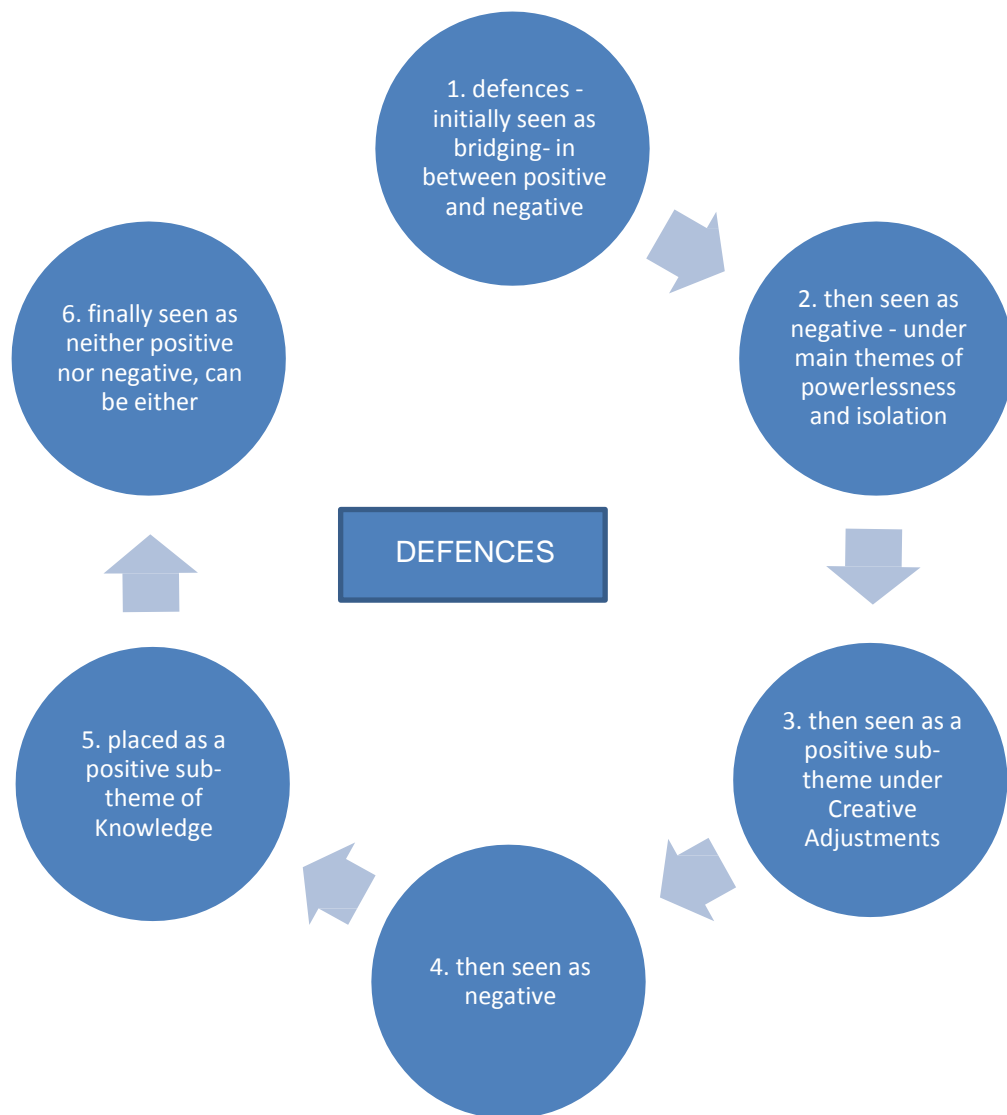 1. defences -
initially seen as
bridging- in
between positive
and negative
2. then seen as
negative - under
main themes of
powerlessness
and isolation
3. then seen as a
positive sub-
theme under
Creative
Adjustments
4. then seen as
negative
5. placed as a
positive sub-
theme of
Knowledge
6. finally seen as
neither positive
nor negative, can
be either
DEFENCES